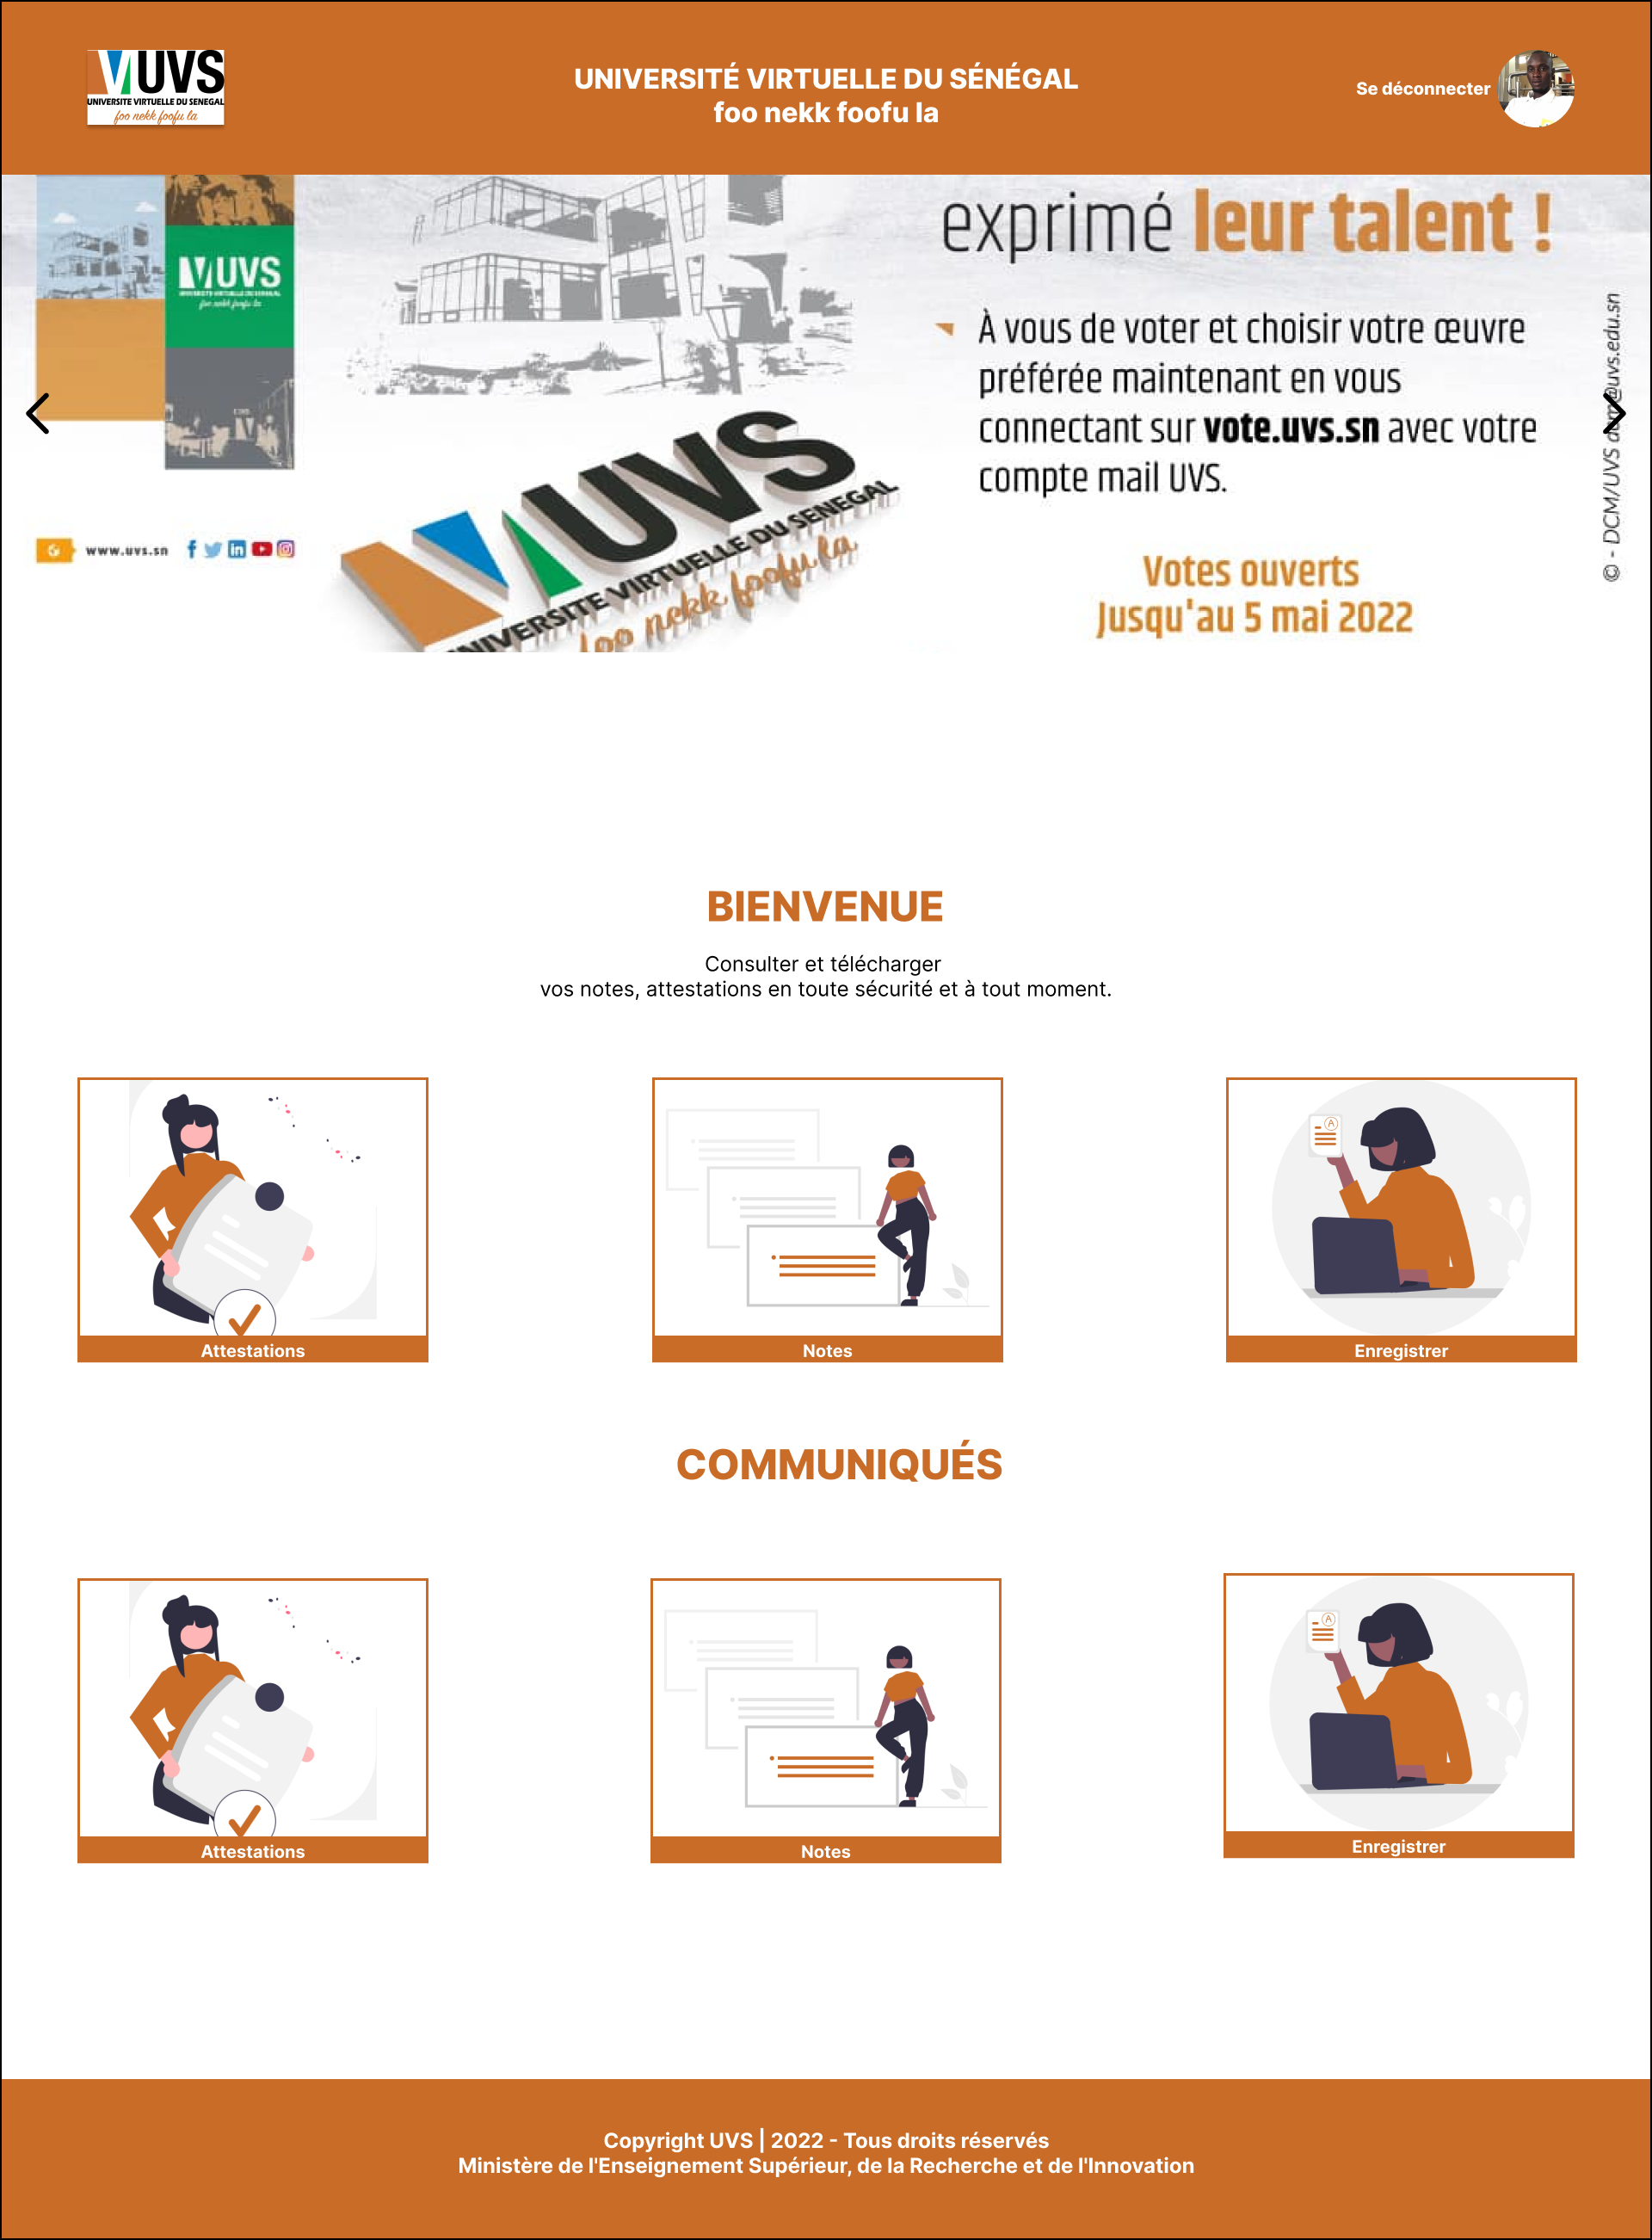 UVS
UNIVERSITE VIRTUELLE DU SENEGAL
foo nekk foofu la
UNIVERSITÉ VIRTUELLE DU SÉNÉGAL
foo nekk foofu la
Se déconnecter
UVS
UNIVERSITE VIRTUELLE DU SENEGAL
foo nekk foofu la
www.uvs.sn
UVS
UNIVERSITE VIRTUELLE DU SENEGAL
foo nekk foofu la
exprimé leur talent !
À vous de voter et choisir votre œuvre
préférée maintenant en vous
connectant sur vote.uvs.sn avec votre
compte mail UVS.
Votes ouverts
Jusqu'au 5 mai 2022
© - DCM/UVS dcm@uvs.edu.sn
BIENVENUE
Consulter et télécharger
vos notes, attestations en toute sécurité et à tout moment.
A
Attestations
Notes
Enregistrer
COMMUNIQUÉS
A
Attestations
Notes
Enregistrer
Copyright UVS | 2022 - Tous droits réservés
Ministère de l'Enseignement Supérieur, de la Recherche et de l'Innovation